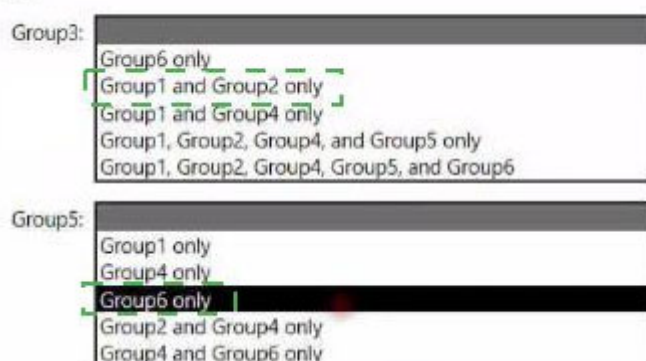 Group3:
Group6 only
Group1 and Group2 only
Group1 and Group4 only
Group1, Group2, Group4, and Group5 only
Group1, Group2, Group4, Group5, and Group6
Group5:
Group1 only
Group4 only
Group6 only
Group2 and Group4 only
Group4 and Group6 only